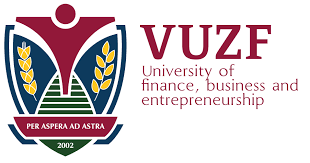 VUZF
University of
finance, business and
entrepreneurship
PER ASPERA AD ASTRA
2002